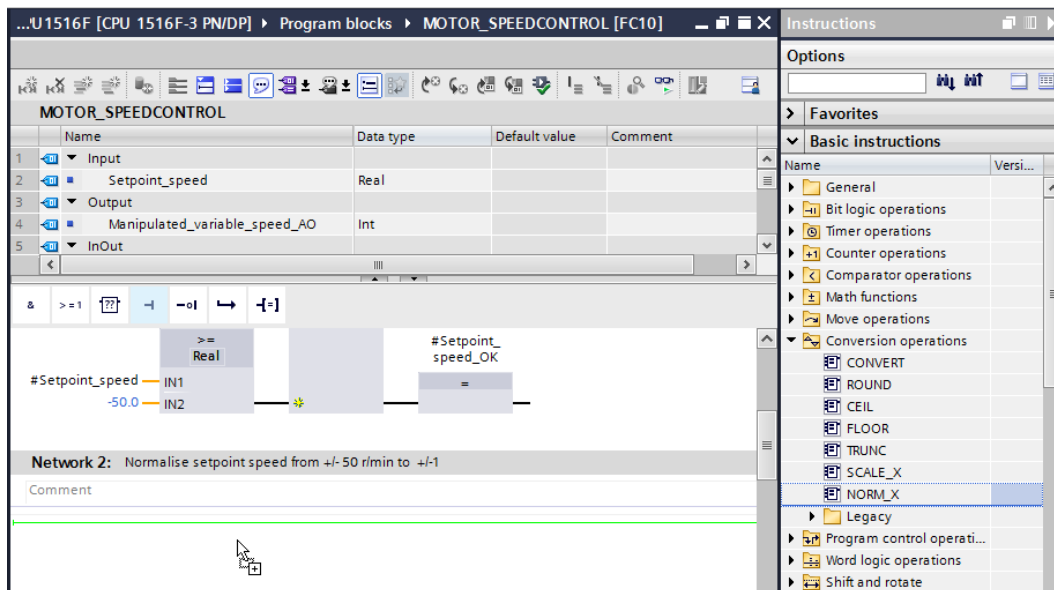 ...'U1516F [CPU 1516F-3 PN/DP] ▸ Program blocks ▸ MOTOR_SPEEDCONTROL [FC10]
MOTOR_SPEEDCONTROL
Name Data type Default value Comment
1 Input
2 Setpoint_speed Real
3 Output
4 Manipulated_variable_speed_AO Int
5 InOut
& >=1 ??
>=
Real
#Setpoint_speed IN1
-50.0 IN2
#Setpoint_
speed_OK
=
Network 2: Normalise setpoint speed from +/- 50 r/min to +/-1
Comment
Instructions
Options
Favorites
Basic instructions
Name Versi...
General
Bit logic operations
Timer operations
Counter operations
Comparator operations
Math functions
Move operations
Conversion operations
CONVERT
ROUND
CEIL
FLOOR
TRUNC
SCALE_X
NORM_X
Legacy
Program control operati...
Word logic operations
Shift and rotate